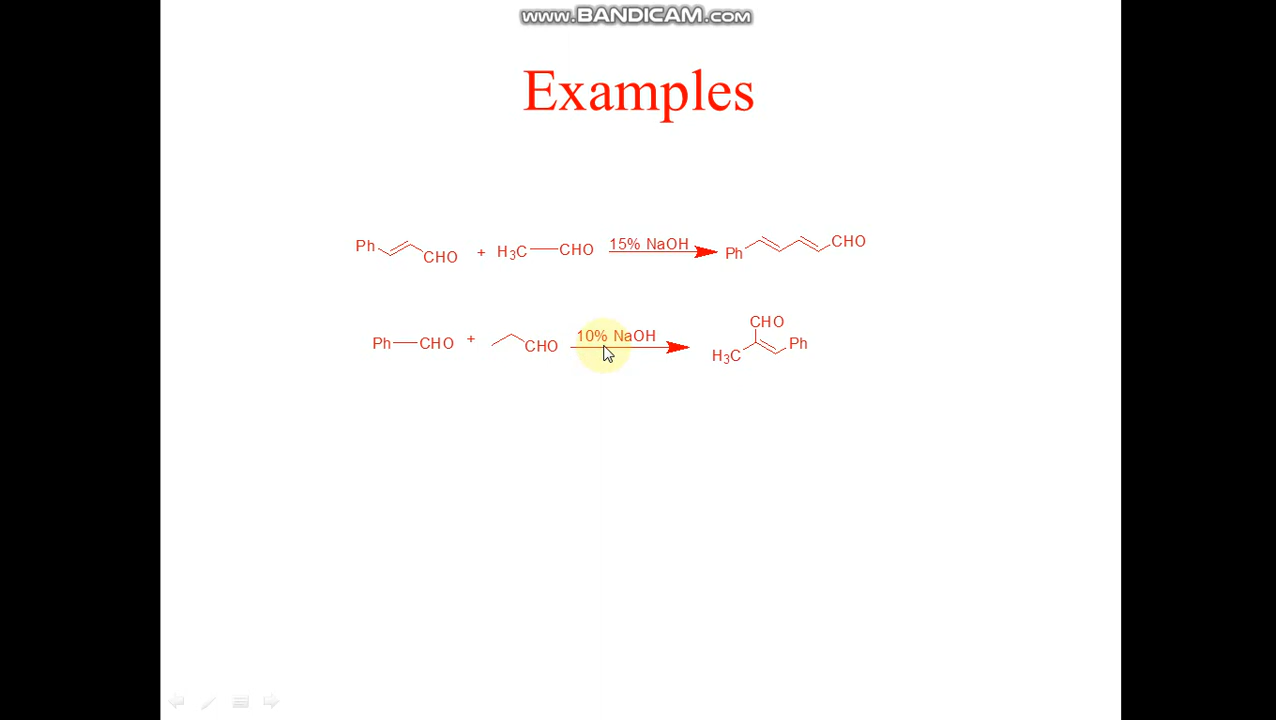 www.BANDICAM.com
Examples
Ph CHO + H₃C CHO 15% NaOH Ph CHO
Ph CHO + CHO 10% NaOH CHO H₃C Ph